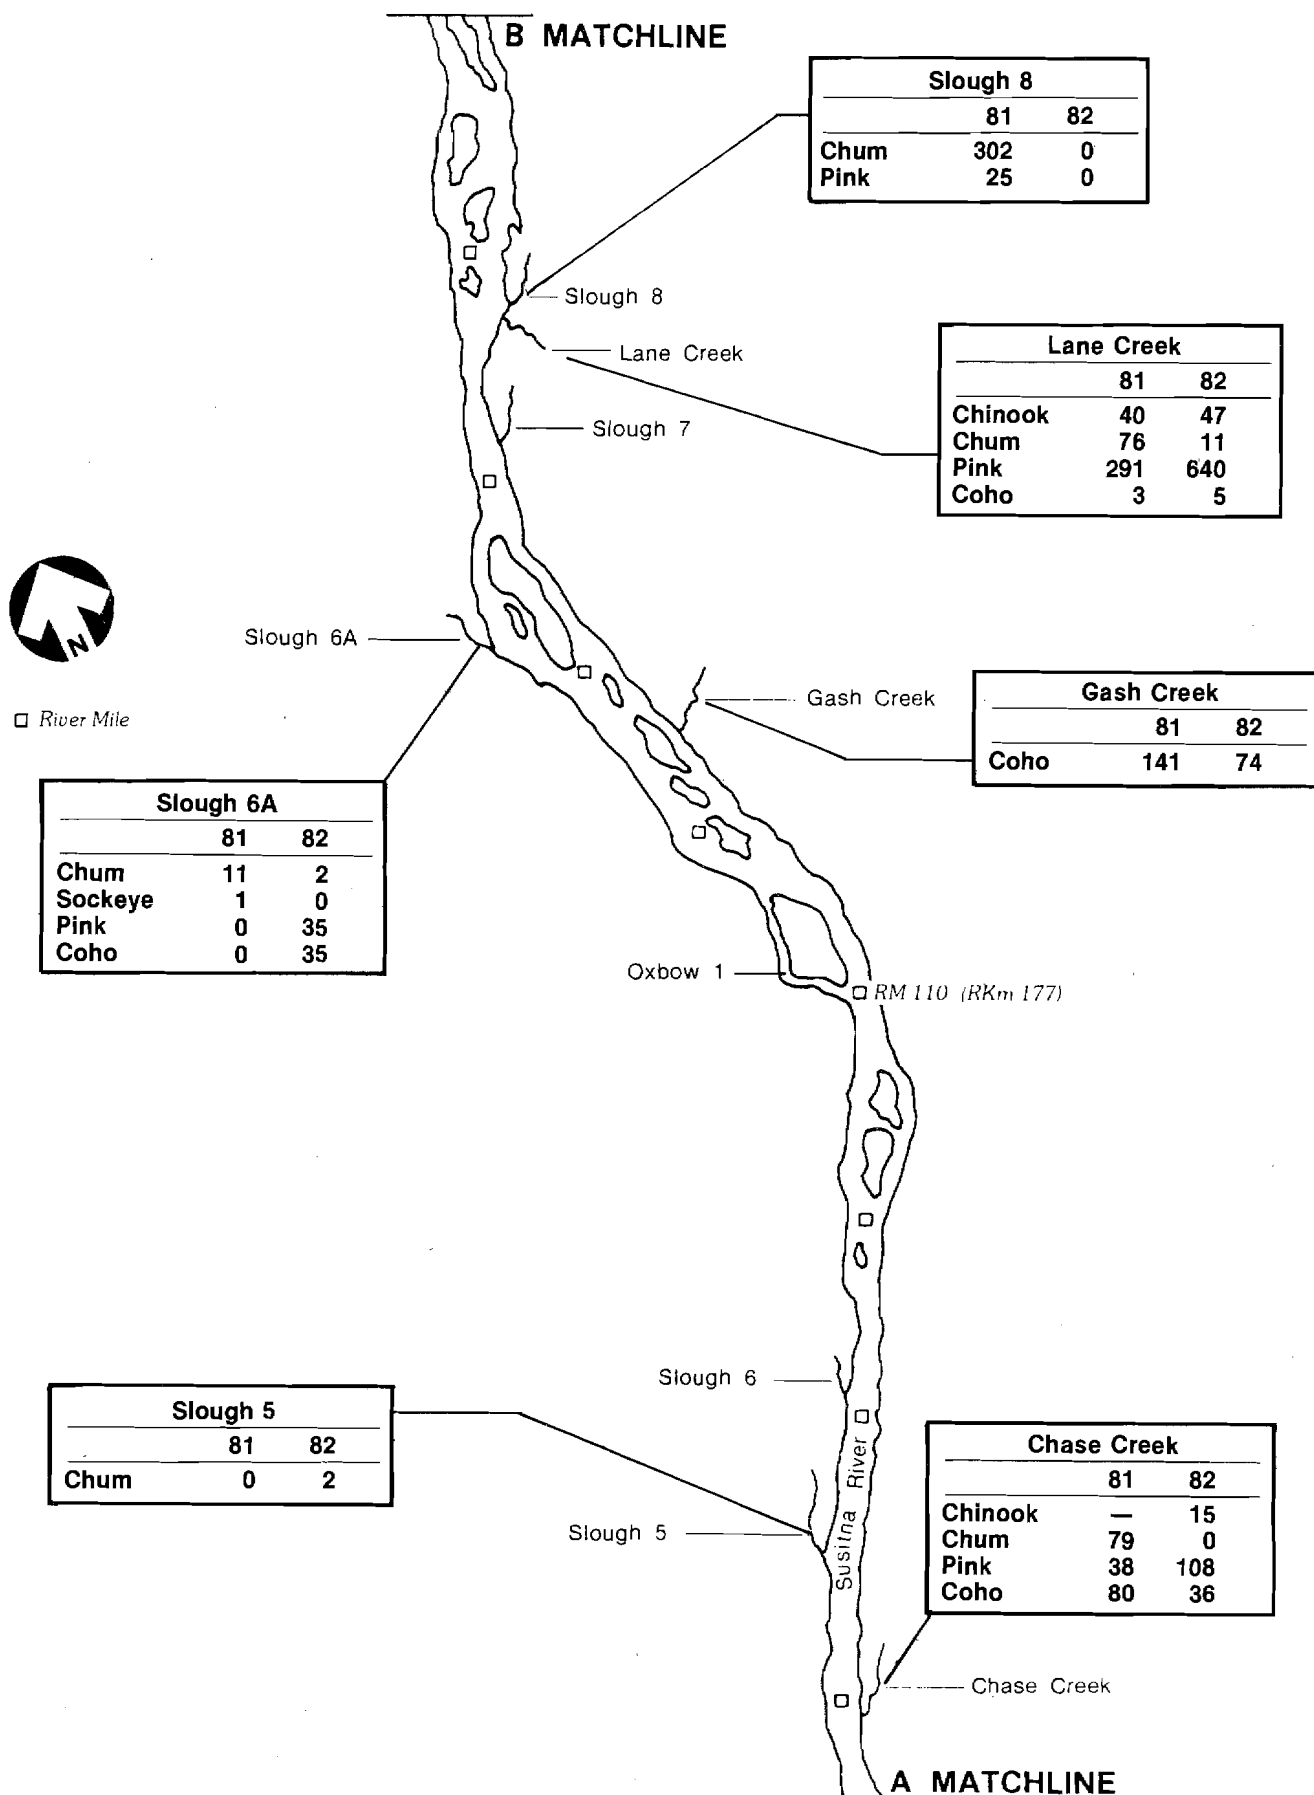 B MATCHLINE
Slough 8
81 82
Chum 302 0
Pink 25 0
Slough 8
Lane Creek
Lane Creek
81 82
Chinook 40 47
Chum 76 11
Pink 291 640
Coho 3 5
Slough 7
N
Slough 6A
River Mile
Gash Creek
Gash Creek
81 82
Coho 141 74
Slough 6A
81 82
Chum 11 2
Sockeye 1 0
Pink 0 35
Coho 0 35
Oxbow 1
RM 110 (RKm 177)
Slough 6
Slough 5
81 82
Chum 0 2
Susitna River
Slough 5
Chase Creek
81 82
Chinook — 15
Chum 79 0
Pink 38 108
Coho 80 36
Chase Creek
A MATCHLINE